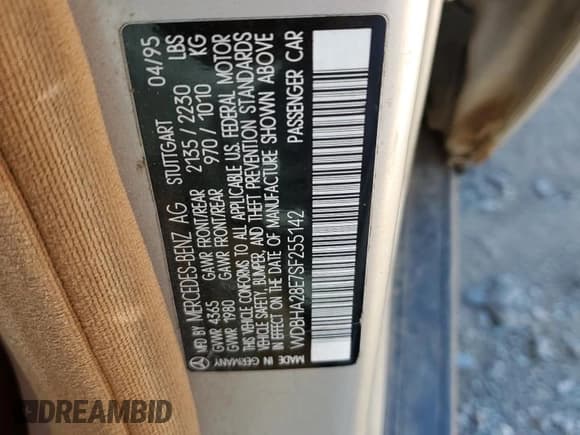 MFD BY MERCEDES-BENZ AG STUTTGART 04/95
GVWR 4365 GAWR FRONT/REAR 2135 / 2230 LBS
GVWR 1980 GAWR FRONT/REAR 970 / 1010 KG
THIS VEHICLE CONFORMS TO ALL APPLICABLE U.S. FEDERAL MOTOR
VEHICLE SAFETY, BUMPER, AND THEFT PREVENTION STANDARDS
IN EFFECT ON DATE OF MANUFACTURE SHOWN ABOVE
WDBHA28E7SF255142 PASSENGER CAR
MADE IN GERMANY
DREAMBID